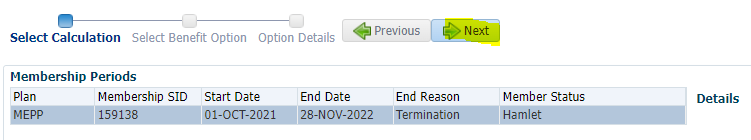 Select Calculation Select Benefit Option Option Details Previous Next
Membership Periods
Plan Membership SID Start Date End Date End Reason Member Status Details
MEPP 159138 01-OCT-2021 28-NOV-2022 Termination Hamlet